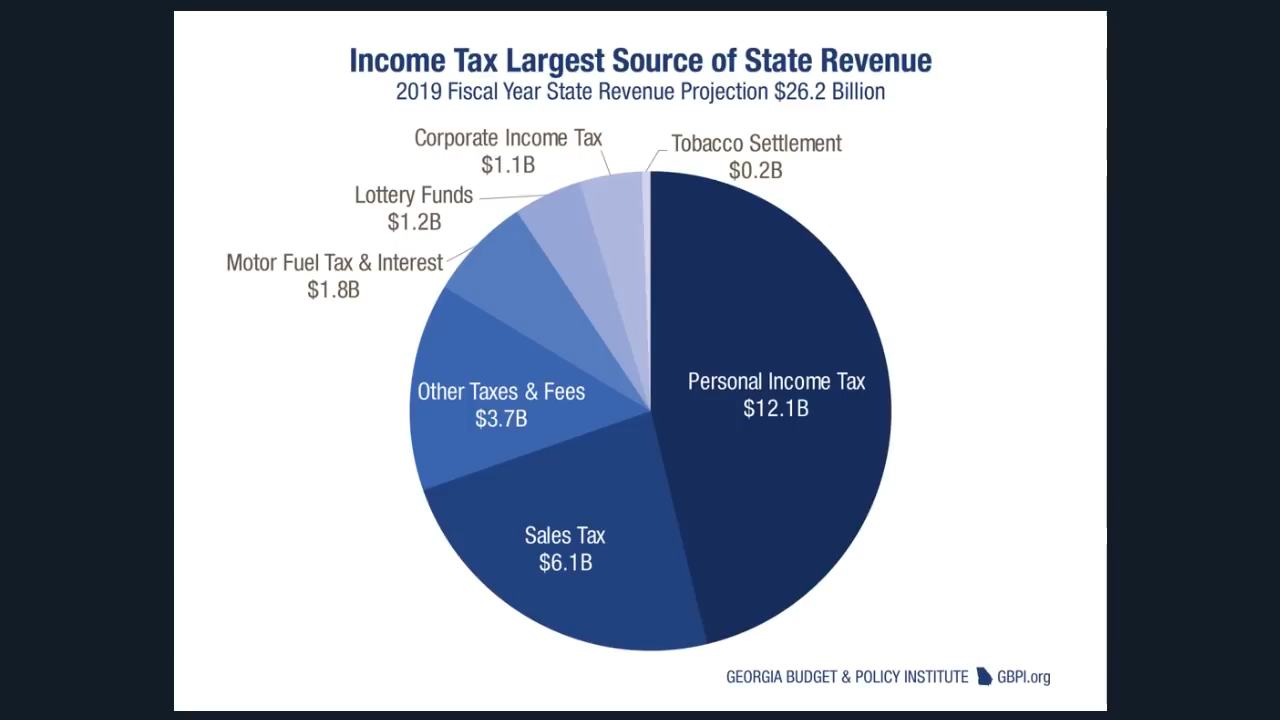 Income Tax Largest Source of State Revenue
2019 Fiscal Year State Revenue Projection $26.2 Billion
Corporate Income Tax
$1.1B
Tobacco Settlement
$0.2B
Lottery Funds
$1.2B
Motor Fuel Tax & Interest
$1.8B
Other Taxes & Fees
$3.7B
Personal Income Tax
$12.1B
Sales Tax
$6.1B
GEORGIA BUDGET & POLICY INSTITUTE GBPI.org